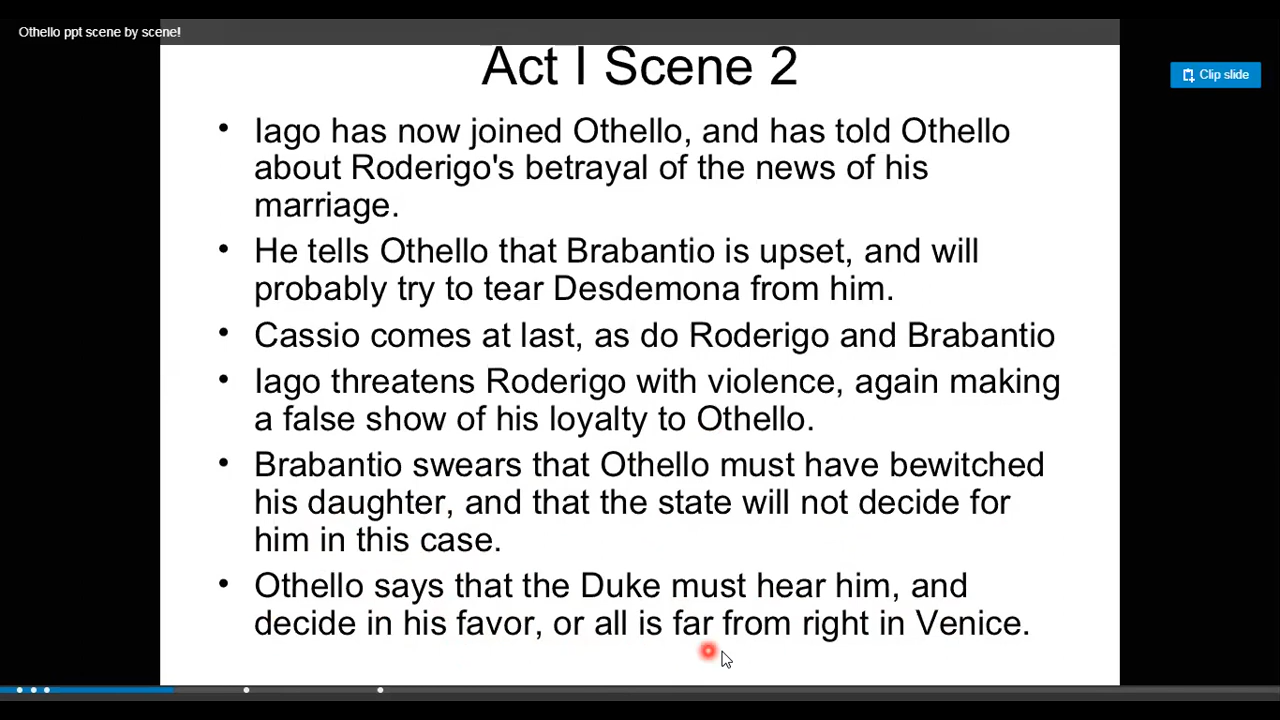 Othello ppt scene by scene!
Act I Scene 2
Clip slide
• Iago has now joined Othello, and has told Othello
about Roderigo's betrayal of the news of his
marriage.
• He tells Othello that Brabantio is upset, and will
probably try to tear Desdemona from him.
• Cassio comes at last, as do Roderigo and Brabantio
• Iago threatens Roderigo with violence, again making
a false show of his loyalty to Othello.
• Brabantio swears that Othello must have bewitched
his daughter, and that the state will not decide for
him in this case.
• Othello says that the Duke must hear him, and
decide in his favor, or all is far from right in Venice.